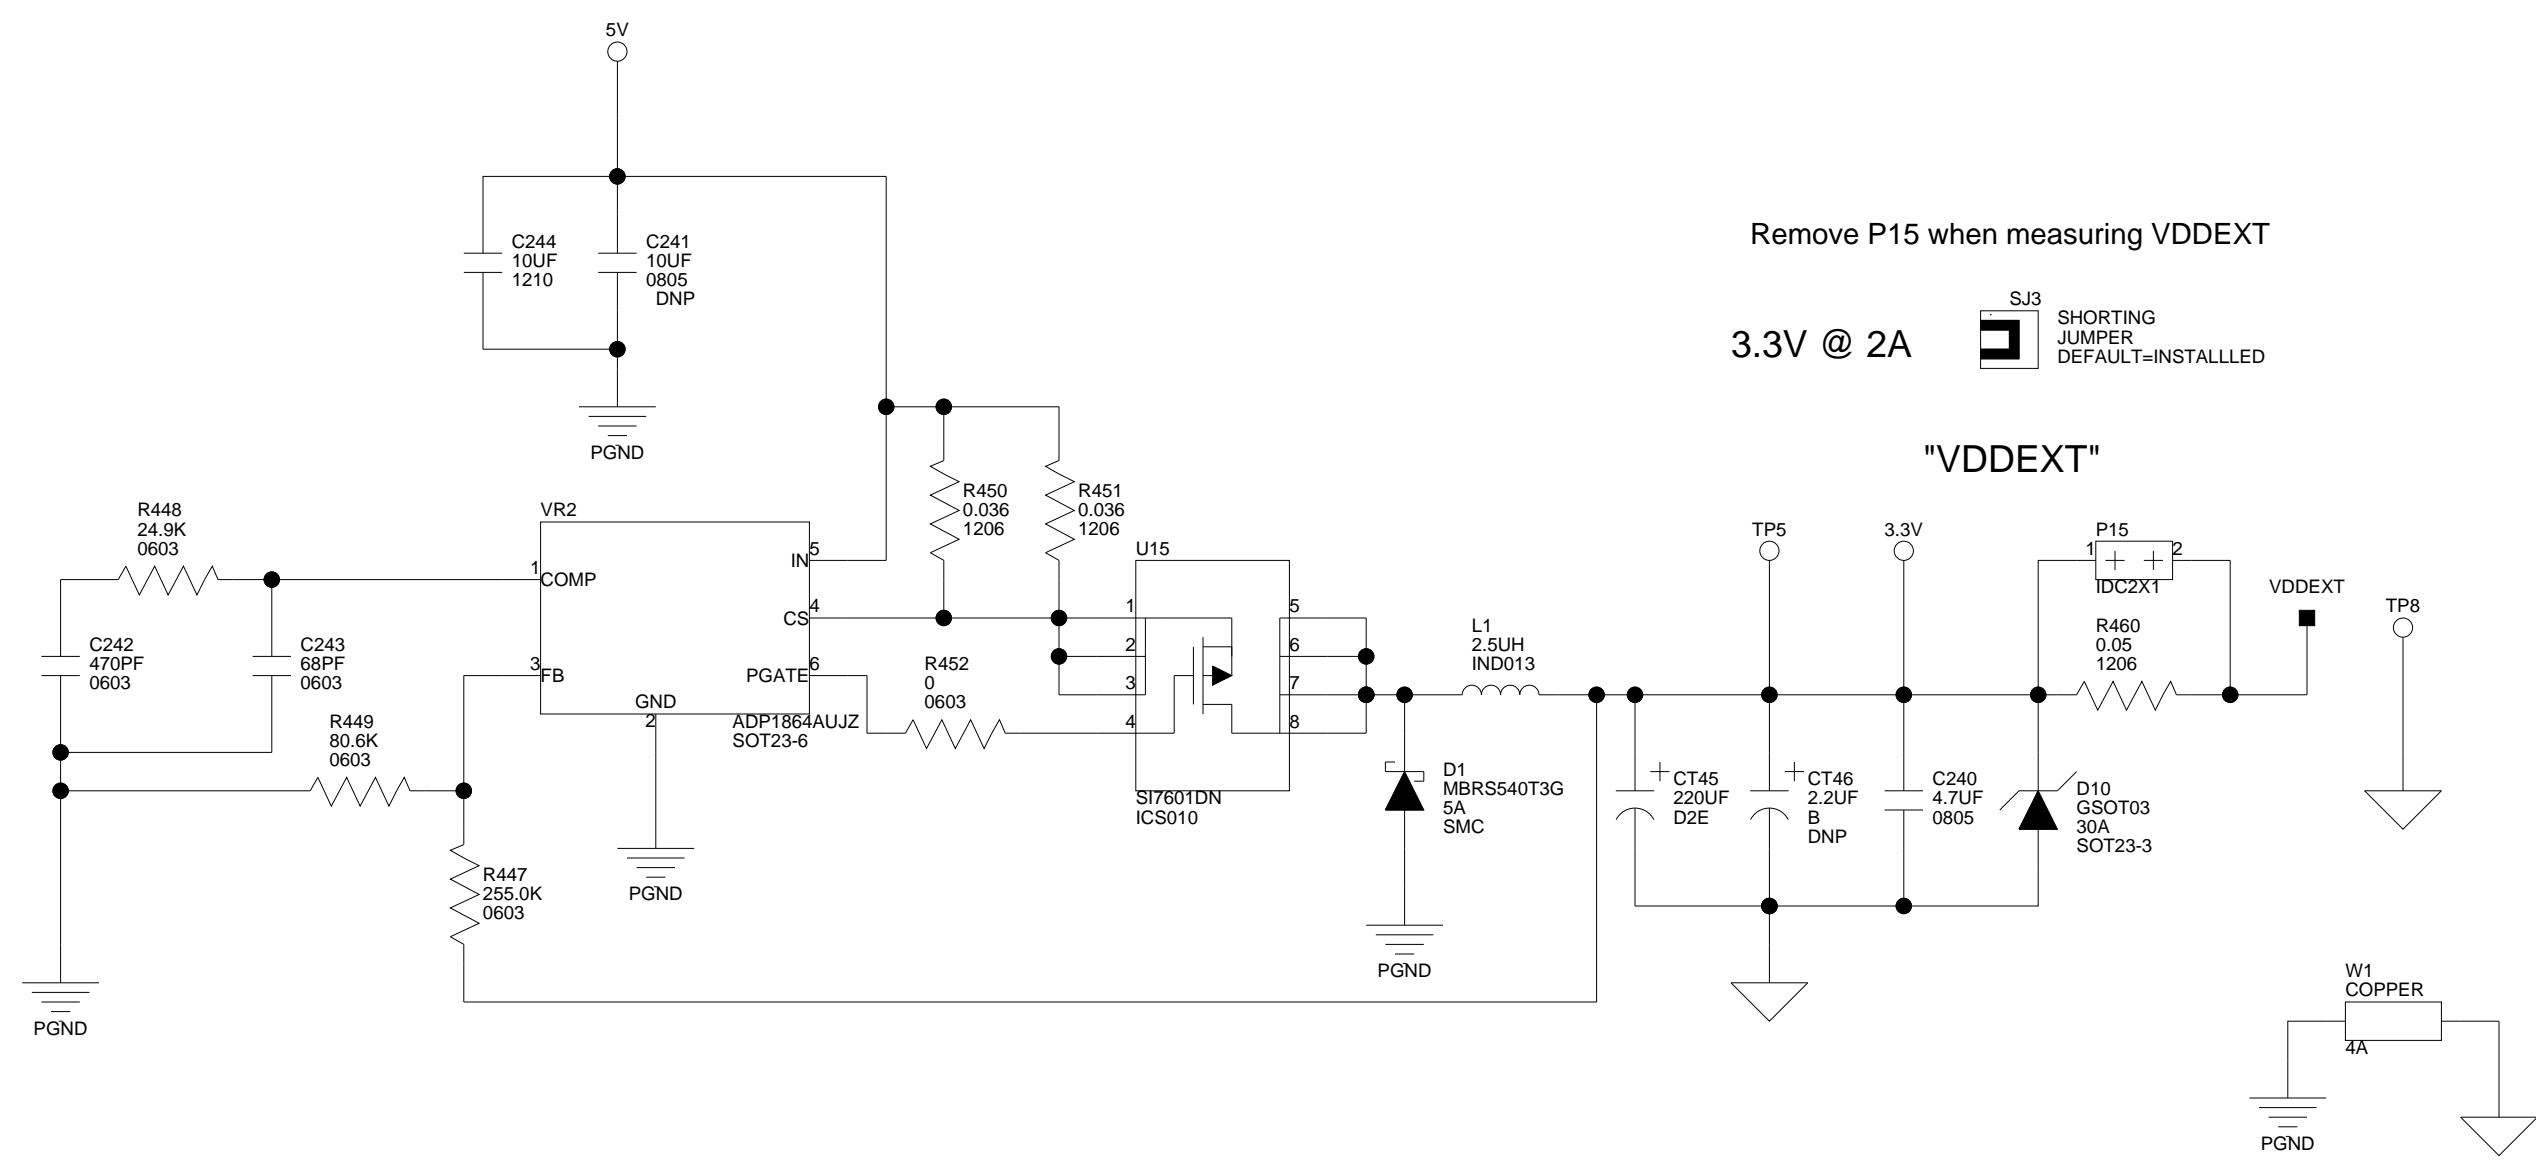 5V
C244
10UF
1210
C241
10UF
0805
DNP
PGND
Remove P15 when measuring VDDEXT
SJ3
SHORTING
JUMPER
DEFAULT=INSTALLLED
3.3V @ 2A
"VDDEXT"
R448
24.9K
0603
C242
470PF
0603
C243
68PF
0603
R449
80.6K
0603
R447
255.0K
0603
PGND
VR2
1
COMP
3
FB
GND
2
IN
5
CS
4
PGATE
6
ADP1864AUJZ
SOT23-6
PGND
R450
0.036
1206
R451
0.036
1206
R452
0
0603
U15
1
2
3
4
5
6
7
8
SI7601DN
ICS010
L1
2.5UH
IND013
D1
MBRS540T3G
5A
SMC
PGND
TP5
3.3V
P15
1
2
IDC2X1
R460
0.05
1206
VDDEXT
TP8
CT45
220UF
D2E
CT46
2.2UF
B
DNP
C240
4.7UF
0805
D10
GSOT03
30A
SOT23-3
W1
COPPER
4A
PGND